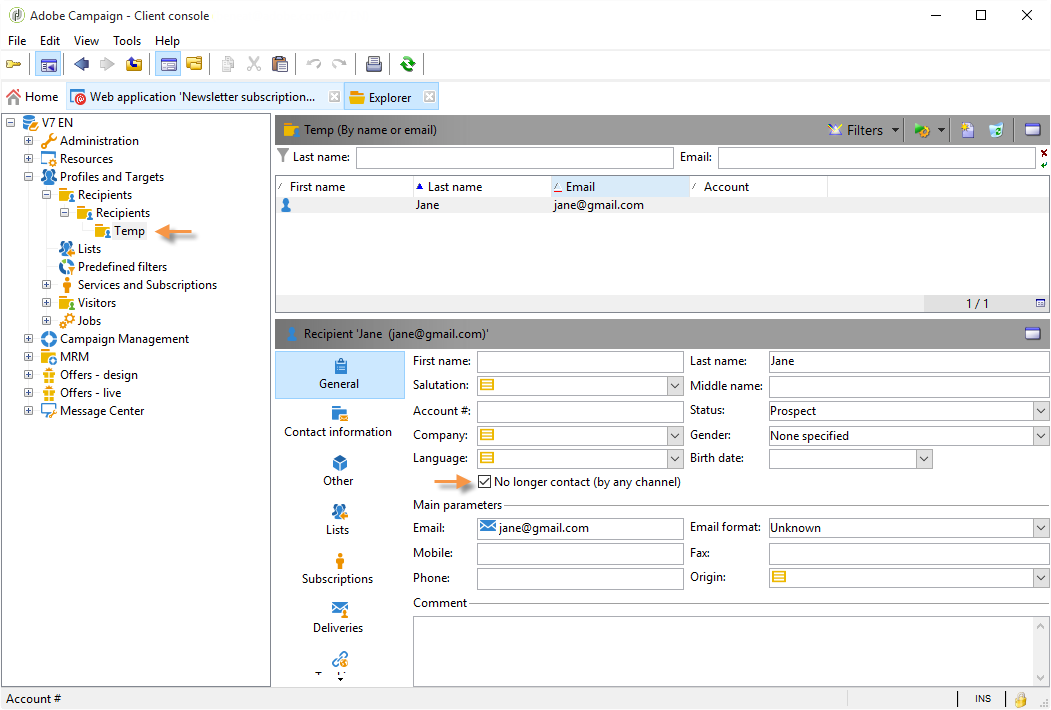 Adobe Campaign - Client console
File Edit View Tools Help
Home Web application 'Newsletter subscription... Explorer
V7 EN
Administration
Resources
Profiles and Targets
Recipients
Recipients
Temp
Lists
Predefined filters
Services and Subscriptions
Visitors
Jobs
Campaign Management
MRM
Offers - design
Offers - live
Message Center
Temp (By name or email) Filters
Last name: Email:
First name Last name Email Account
Jane jane@gmail.com
1 / 1
Recipient 'Jane (jane@gmail.com)'
General
Contact information
Other
Lists
Subscriptions
Deliveries
First name: Last name: Jane
Salutation: Middle name:
Account #: Status: Prospect
Company: Gender: None specified
Language: Birth date:
No longer contact (by any channel)
Main parameters
Email: jane@gmail.com Email format: Unknown
Mobile: Fax:
Phone: Origin:
Comment
Account # INS